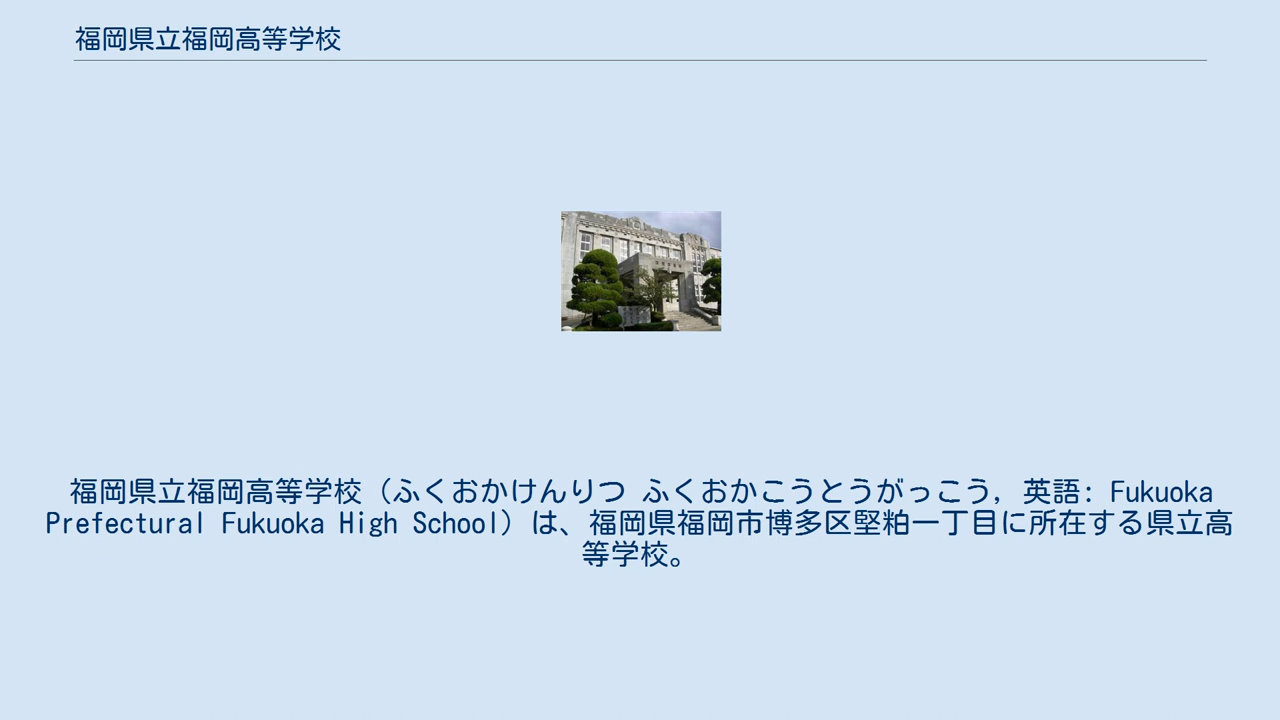 福岡県立福岡高等学校
福岡県立福岡高等学校（ふくおかけんりつ ふくおかこうとうがっこう, 英語: Fukuoka
Prefectural Fukuoka High School）は、福岡県福岡市博多区堅粕一丁目に所在する県立高
等学校。